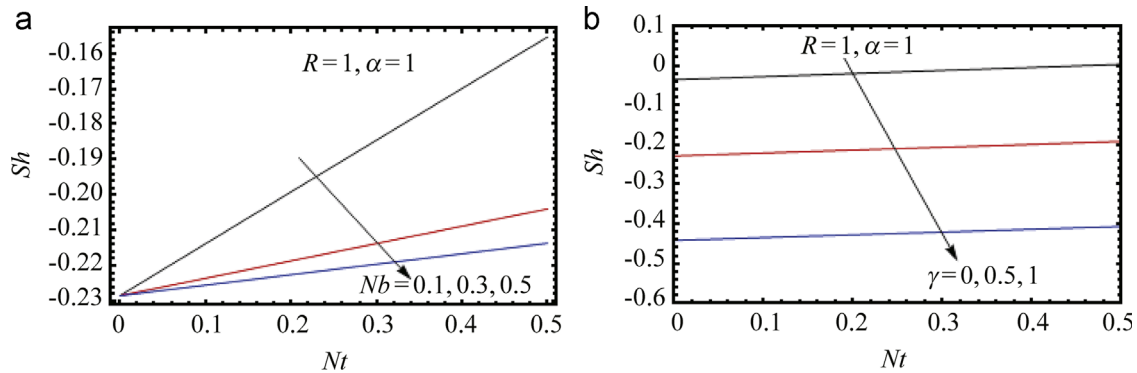 a
-0.16
-0.17
-0.18
-0.19
-0.20
-0.21
-0.22
-0.23
Sh
R=1, α=1
Nb=0.1, 0.3, 0.5
0 0.1 0.2 0.3 0.4 0.5
Nt
b
0.1
0
-0.1
-0.2
-0.3
-0.4
-0.5
-0.6
Sh
R=1, α=1
γ=0, 0.5, 1
0 0.1 0.2 0.3 0.4 0.5
Nt